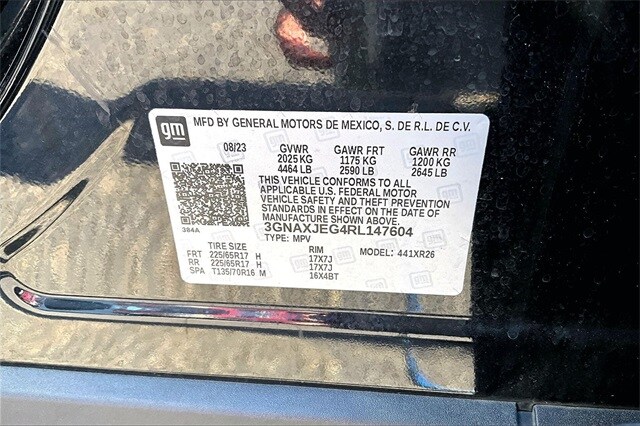 gm
MFD BY GENERAL MOTORS DE MEXICO, S. DE R.L. DE C.V.
08/23 GVWR GAWR FRT GAWR RR
2025 KG 1175 KG 1200 KG
4464 LB 2590 LB 2645 LB
THIS VEHICLE CONFORMS TO ALL
APPLICABLE U.S. FEDERAL MOTOR
VEHICLE SAFETY AND THEFT PREVENTION
STANDARDS IN EFFECT ON THE DATE OF
MANUFACTURE SHOWN ABOVE.
384A 3GNAXJEG4RL147604
TYPE: MPV
TIRE SIZE RIM MODEL: 441XR26
FRT 225/65R17 H 17X7J
RR 225/65R17 H 17X7J
SPA T135/70R16 M 16X4BT